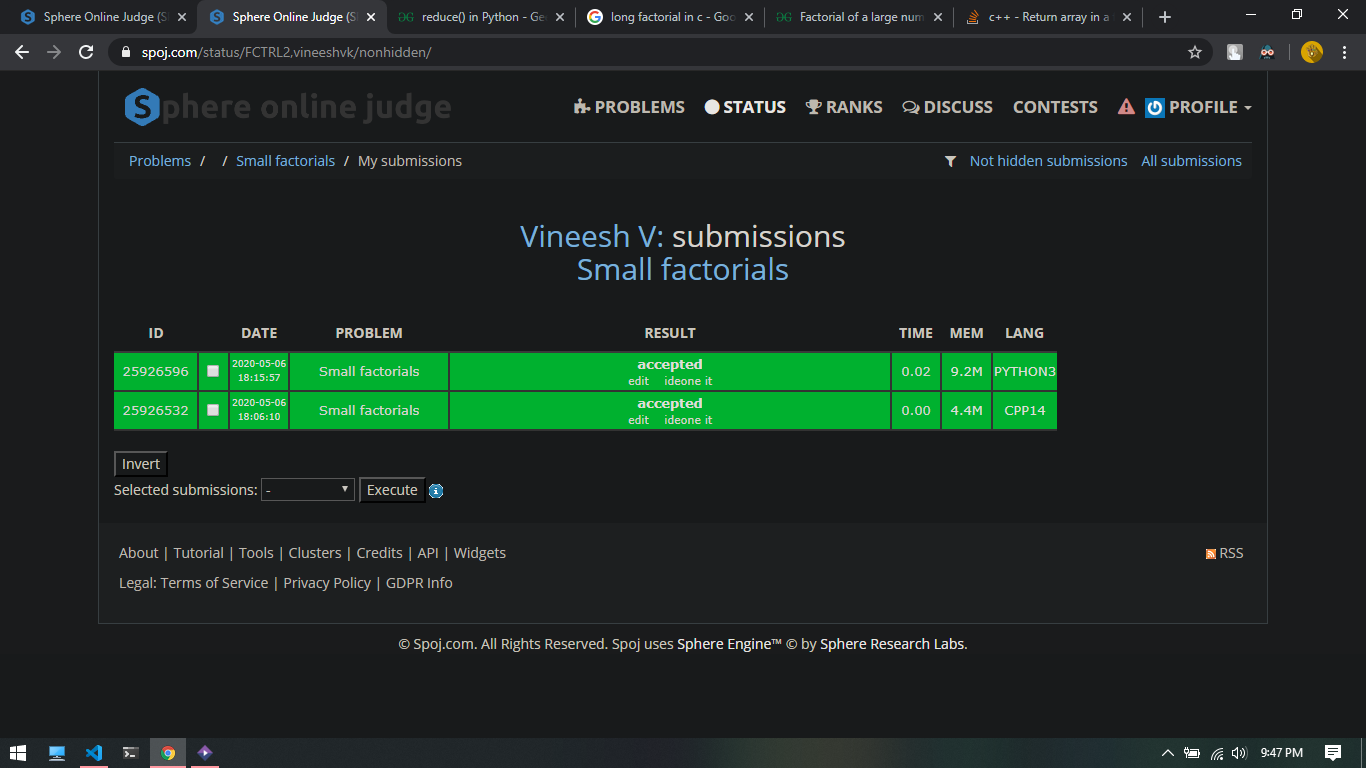 Sphere Online Judge (S
Sphere Online Judge (S
reduce() in Python - Ge
long factorial in c - Goo
Factorial of a large num
c++ - Return array in a
spoj.com/status/FCTRL2,vineeshvk/nonhidden/
Sphere online judge
PROBLEMS STATUS RANKS DISCUSS CONTESTS PROFILE
Problems / / Small factorials / My submissions
Not hidden submissions All submissions
Vineesh V: submissions
Small factorials
ID DATE PROBLEM RESULT TIME MEM LANG
25926596 2020-05-06 18:15:57 Small factorials accepted edit ideone it 0.02 9.2M PYTHON3
25926532 2020-05-06 18:06:10 Small factorials accepted edit ideone it 0.00 4.4M CPP14
Invert
Selected submissions: - Execute
About | Tutorial | Tools | Clusters | Credits | API | Widgets
RSS
Legal: Terms of Service | Privacy Policy | GDPR Info
© Spoj.com. All Rights Reserved. Spoj uses Sphere Engine™ © by Sphere Research Labs.
9:47 PM